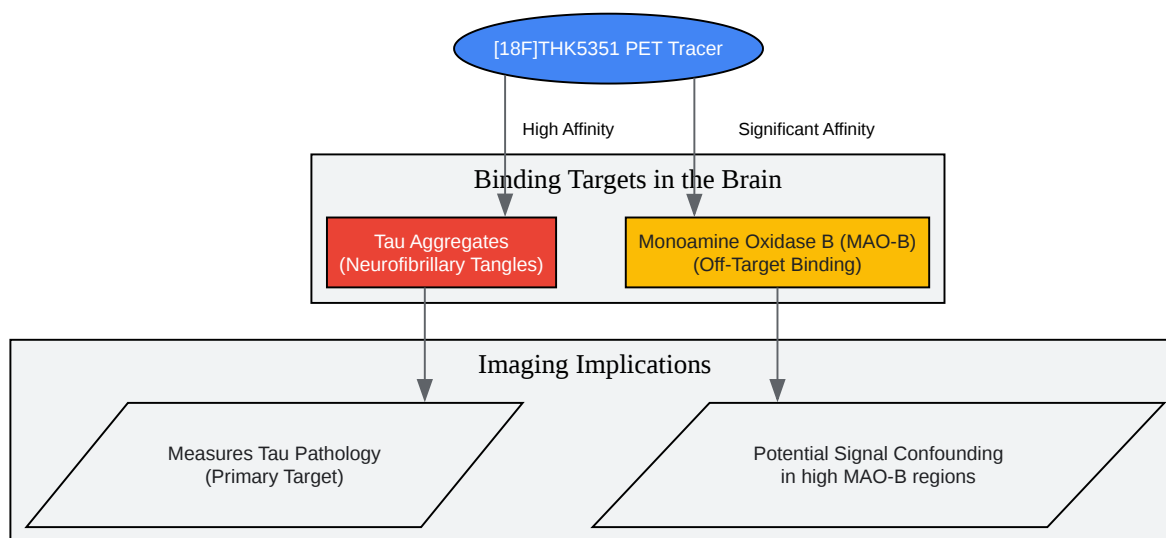 [18F]THK5351 PET Tracer
High Affinity
Significant Affinity
Binding Targets in the Brain
Tau Aggregates
(Neurofibrillary Tangles)
Monoamine Oxidase B (MAO-B)
(Off-Target Binding)
Imaging Implications
Measures Tau Pathology
(Primary Target)
Potential Signal Confounding
in high MAO-B regions